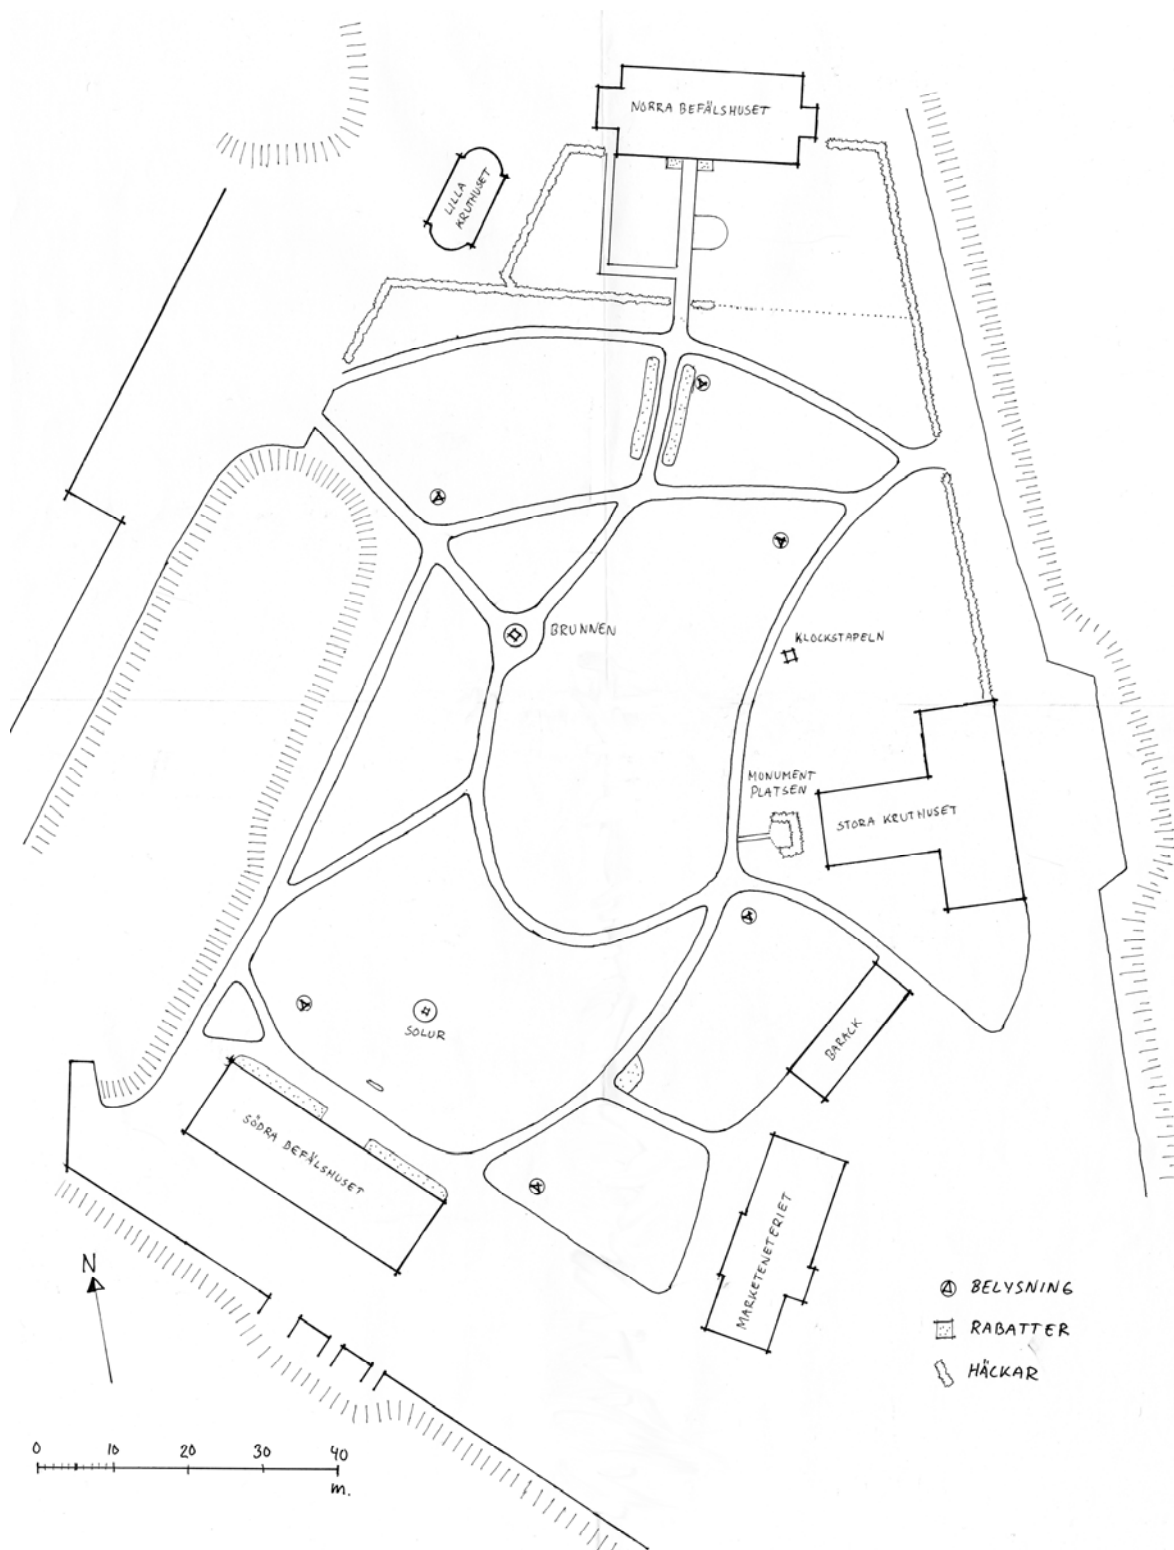 NORRA BEFÄLSHUSET
LILLA
KRUTHUSET
BRUNNEN
KLOCKSTAPELN
MONUMENT
PLATSEN
STORA KRUTHUSET
SOLUR
BARACK
SÖDRA BEFÄLSHUSET
MARKETENTERIET
N
BELYSNING
RABATTER
HÄCKAR
0 10 20 30 40
m.